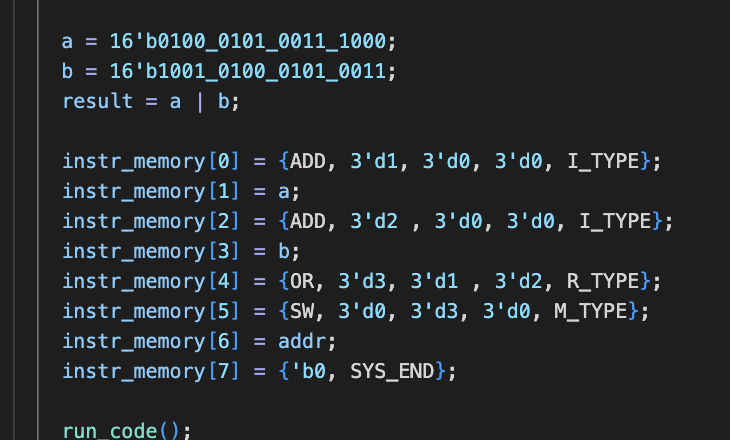 a = 16'b0100_0101_0011_1000;
b = 16'b1001_0100_0101_0011;
result = a | b;
instr_memory[0] = {ADD, 3'd1, 3'd0, 3'd0, I_TYPE};
instr_memory[1] = a;
instr_memory[2] = {ADD, 3'd2 , 3'd0, 3'd0, I_TYPE};
instr_memory[3] = b;
instr_memory[4] = {OR, 3'd3, 3'd1 , 3'd2, R_TYPE};
instr_memory[5] = {SW, 3'd0, 3'd3, 3'd0, M_TYPE};
instr_memory[6] = addr;
instr_memory[7] = {'b0, SYS_END};
run_code();